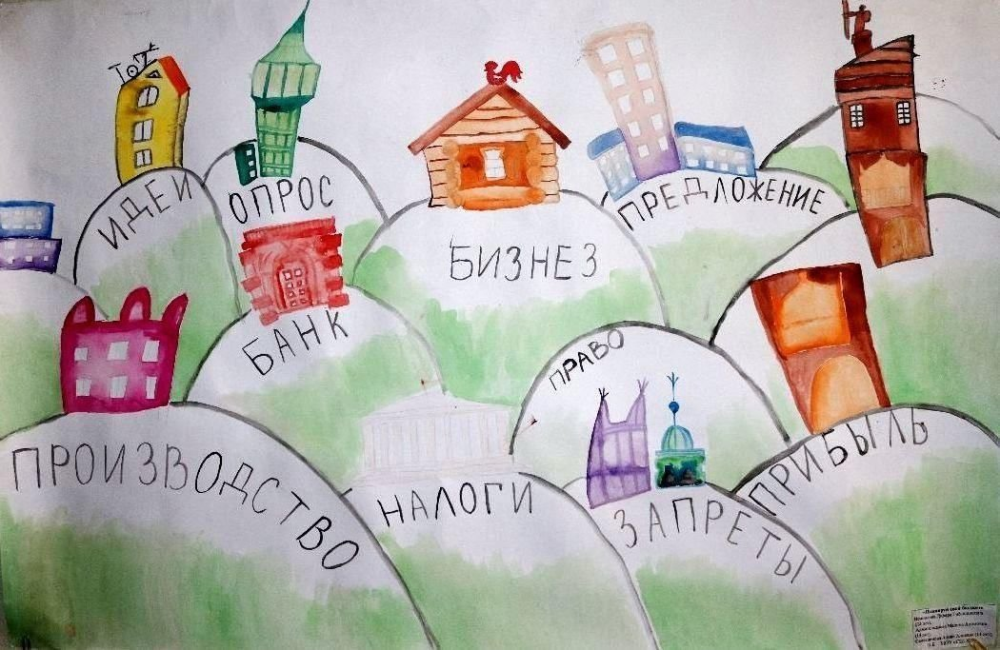 ИДЕИ
ОПРОС
БИЗНЕЗ
ПРЕДЛОЖЕНИЕ
БАНК
ПРАВО
ПРОИЗВОДСТВО
НАЛОГИ
ЗАПРЕТЫ
ПРИБЫЛЬ